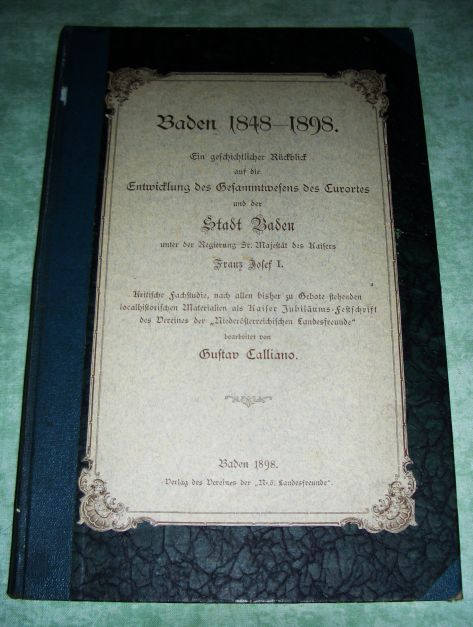 Baden 1848—1898.
Ein geschichtlicher Rückblick
auf die
Entwicklung des Gesammtwesens des Curortes
und der
Stadt Baden
unter der Regierung Sr. Majestät des Kaisers
Franz Josef I.
Kritische Fachstudie, nach allen bisher zu Gebote stehenden
localhistorischen Materialien als Kaiser Jubiläums-Festschrift
des Vereines der „Niederösterreichischen Landesfreunde“
bearbeitet von
Gustav Calliano.
Baden 1898.
Verlag des Vereines der „N.-ö. Landesfreunde“.